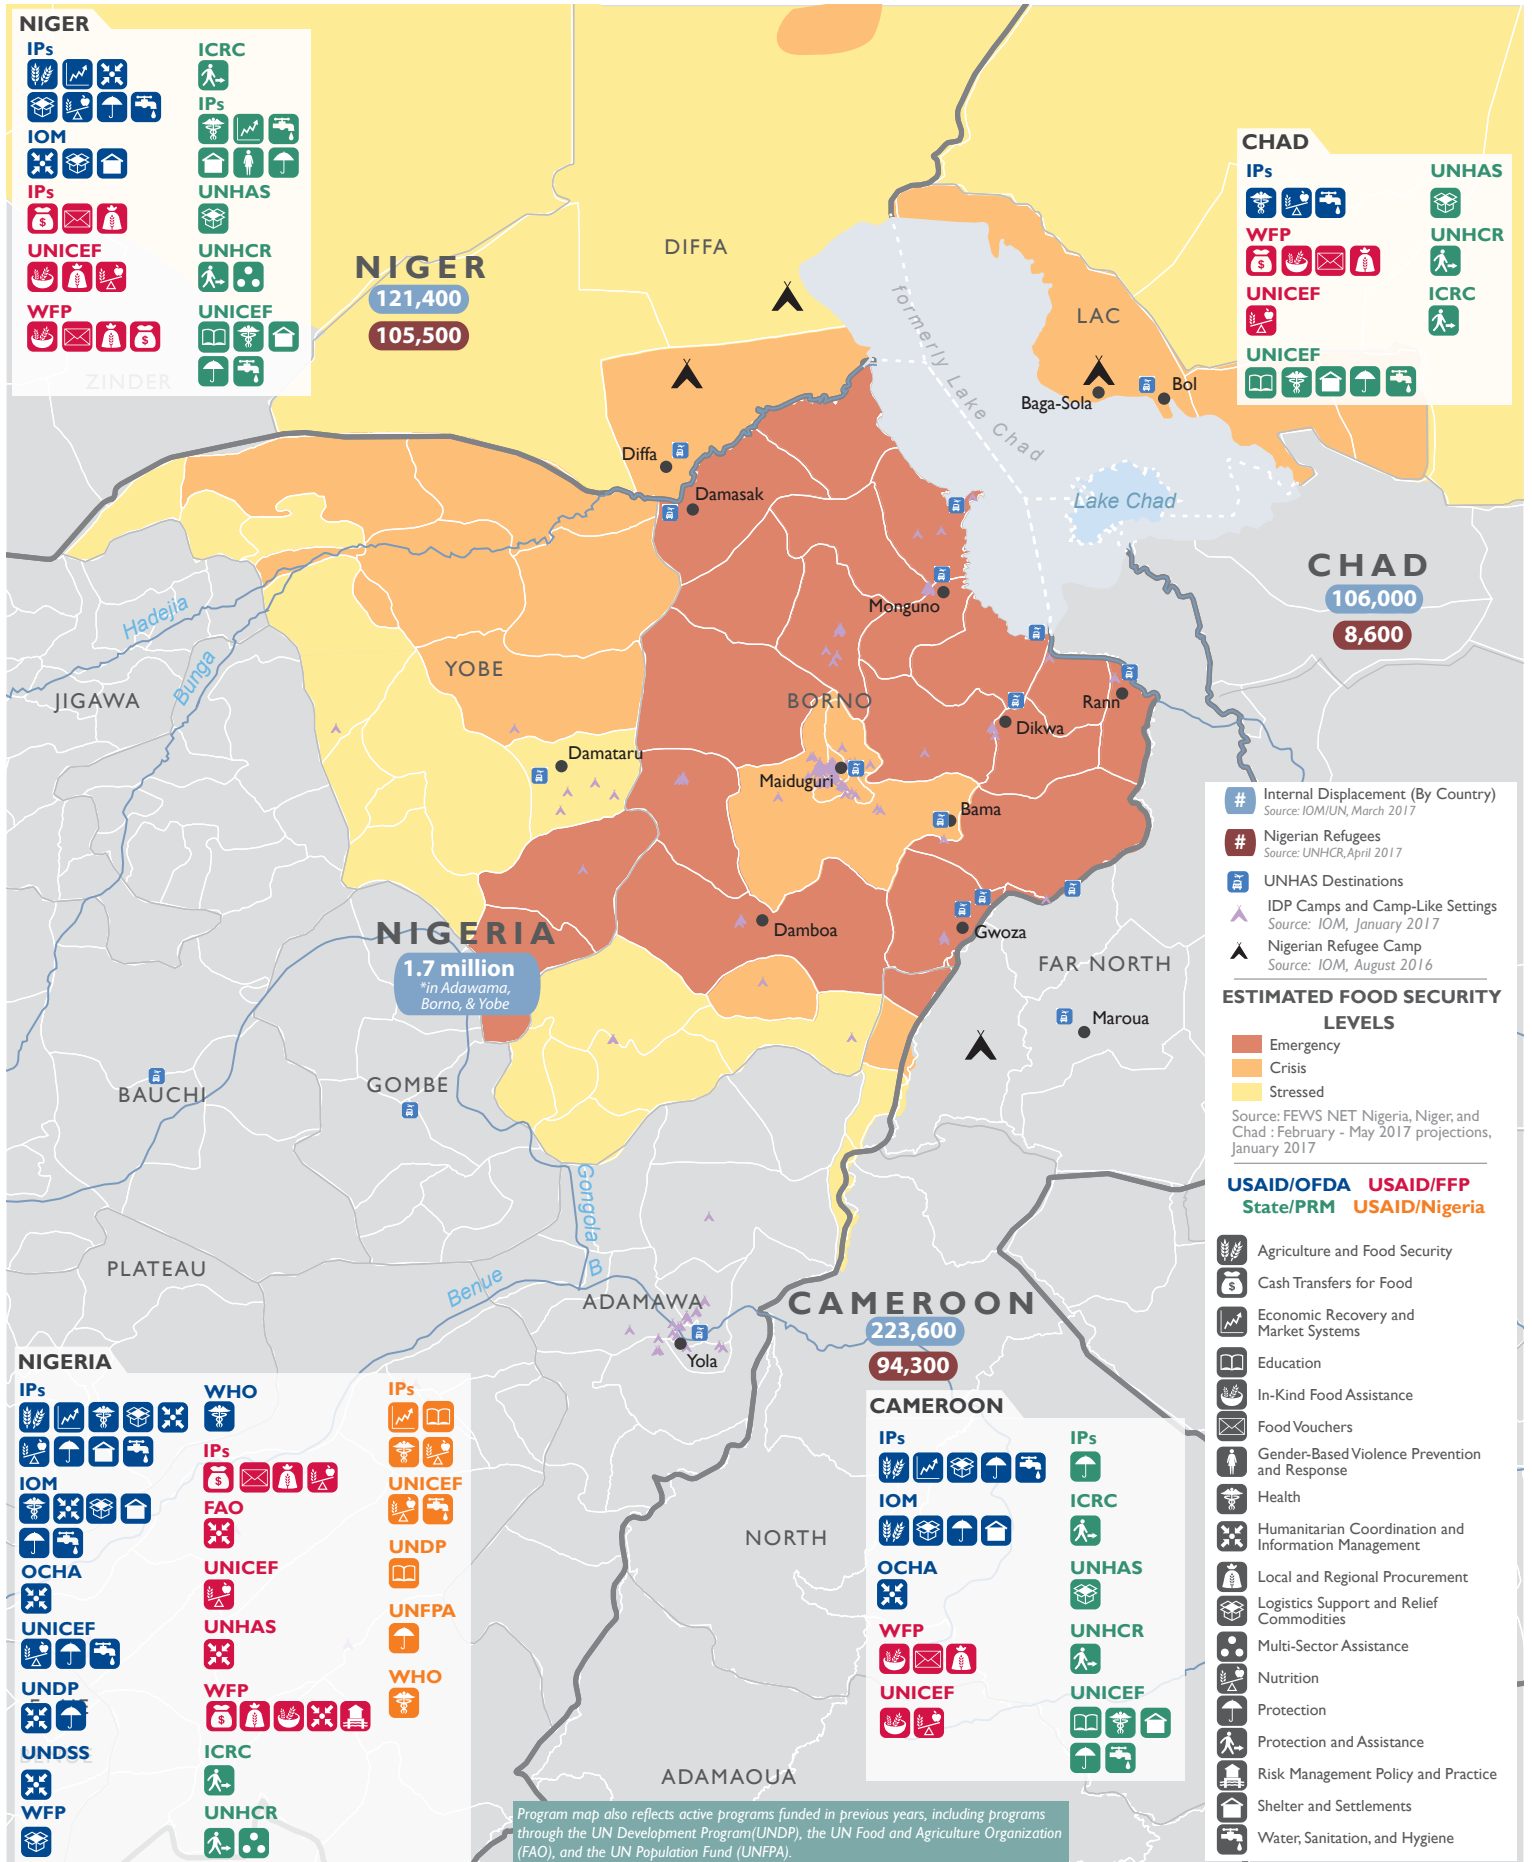 NIGER
IPs
IOM
IPs
UNICEF
WFP
ICRC
IPs
UNHAS
UNHCR
UNICEF
ZINDER
NIGER
121,400
105,500
DIFFA
formerly Lake Chad
LAC
Baga-Sola
Bol
Lake Chad
CHAD
IPs
WFP
UNICEF
UNICEF
UNHAS
UNHCR
ICRC
Diffa
Damasak
CHAD
106,000
8,600
Hadejia
Bunga
JIGAWA
YOBE
Monguno
BORNO
Rann
Dikwa
Damataru
Maiduguri
Bama
NIGERIA
1.7 million
*in Adawama,
Borno, & Yobe
Damboa
Gwoza
FAR NORTH
Maroua
BAUCHI
GOMBE
Gongola
B
PLATEAU
Benue
ADAMAWA
Yola
CAMEROON
223,600
94,300
NORTH
ADAMAOUA
# Internal Displacement (By Country)
Source: IOM/UN, March 2017
# Nigerian Refugees
Source: UNHCR, April 2017
UNHAS Destinations
IDP Camps and Camp-Like Settings
Source: IOM, January 2017
Nigerian Refugee Camp
Source: IOM, August 2016
ESTIMATED FOOD SECURITY
LEVELS
Emergency
Crisis
Stressed
Source: FEWS NET Nigeria, Niger, and
Chad : February - May 2017 projections,
January 2017
USAID/OFDA USAID/FFP
State/PRM USAID/Nigeria
Agriculture and Food Security
$ Cash Transfers for Food
Economic Recovery and
Market Systems
Education
In-Kind Food Assistance
Food Vouchers
Gender-Based Violence Prevention
and Response
Health
Humanitarian Coordination and
Information Management
Local and Regional Procurement
Logistics Support and Relief
Commodities
Multi-Sector Assistance
Nutrition
Protection
Protection and Assistance
Risk Management Policy and Practice
Shelter and Settlements
Water, Sanitation, and Hygiene
NIGERIA
IPs
IOM
OCHA
UNICEF
UNDP
UNDSS
WFP
WHO
IPs
FAO
UNICEF
UNHAS
WFP
ICRC
UNHCR
IPs
UNICEF
UNDP
UNFPA
WHO
CAMEROON
IPs
IOM
OCHA
WFP
UNICEF
IPs
ICRC
UNHAS
UNHCR
UNICEF
Program map also reflects active programs funded in previous years, including programs
through the UN Development Program(UNDP), the UN Food and Agriculture Organization
(FAO), and the UN Population Fund (UNFPA).